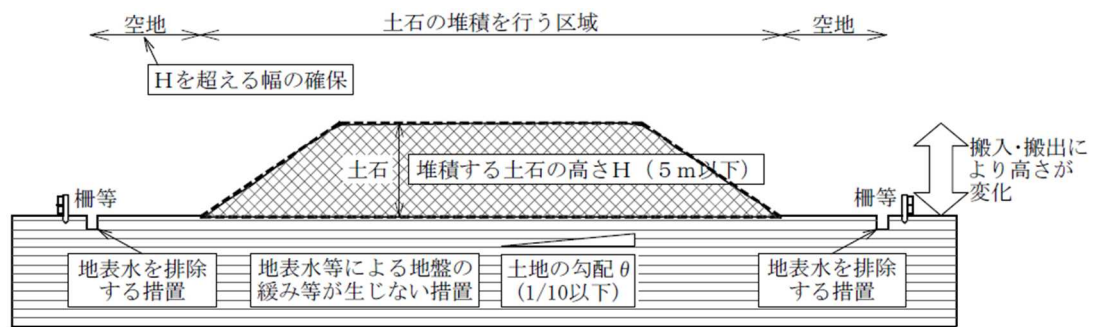 空地
土石の堆積を行う区域
空地
Hを超える幅の確保
土石
堆積する土石の高さH(5m以下)
搬入・搬出に
より高さが
変化
柵等
柵等
地表水を排除
する措置
地表水等による地盤の
緩み等が生じない措置
土地の勾配θ
(1/10以下)
地表水を排除
する措置